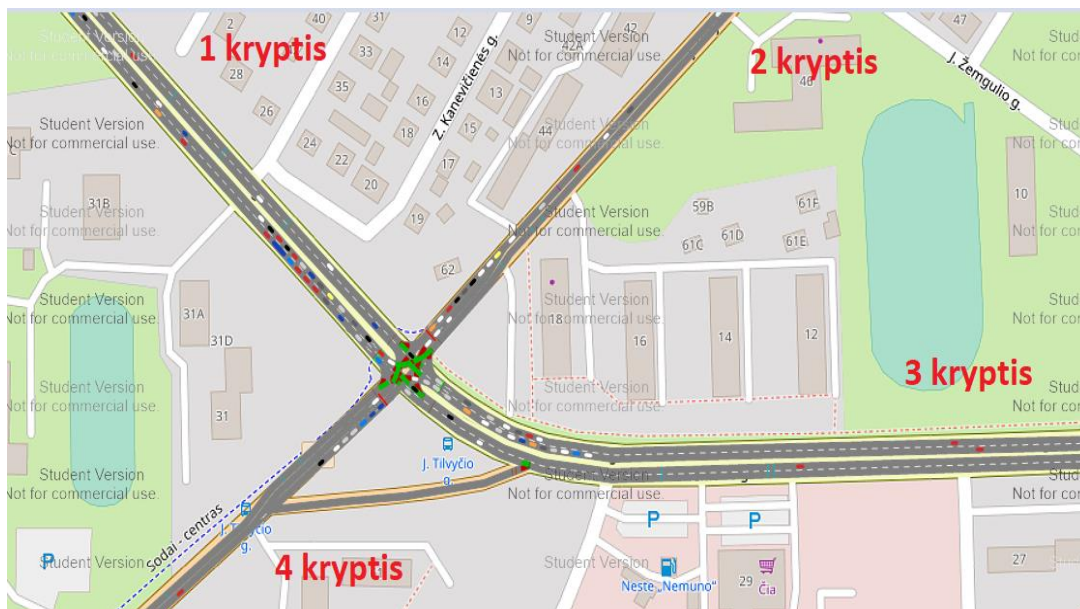 1 kryptis
2 kryptis
3 kryptis
4 kryptis
Student Version
Not for commercial use.
Z. Kanevičienės g.
J. Žemgulio g.
J. Tilvyčio
g.
Sodai - centras
Neste „Nemuno"
Čia
P
P
P
2
40
31
9
42
42A
12
33
14
28
13
35
16
26
44
15
18
24
17
22
20
19
62
47
4B
10
59B
61F
61C
61D
61E
31B
31A
31D
31
18
16
14
12
29
27